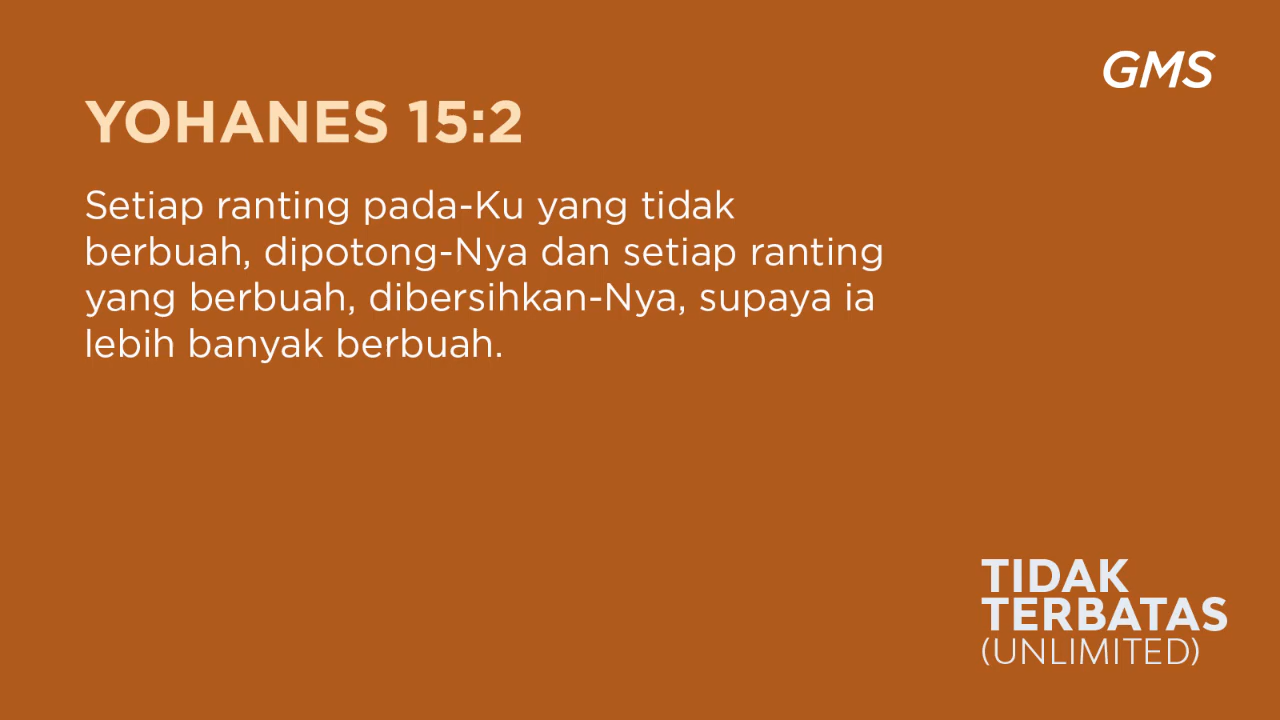 GMS
YOHANES 15:2
Setiap ranting pada-Ku yang tidak
berbuah, dipotong-Nya dan setiap ranting
yang berbuah, dibersihkan-Nya, supaya ia
lebih banyak berbuah.
TIDAK
TERBATAS
(UNLIMITED)